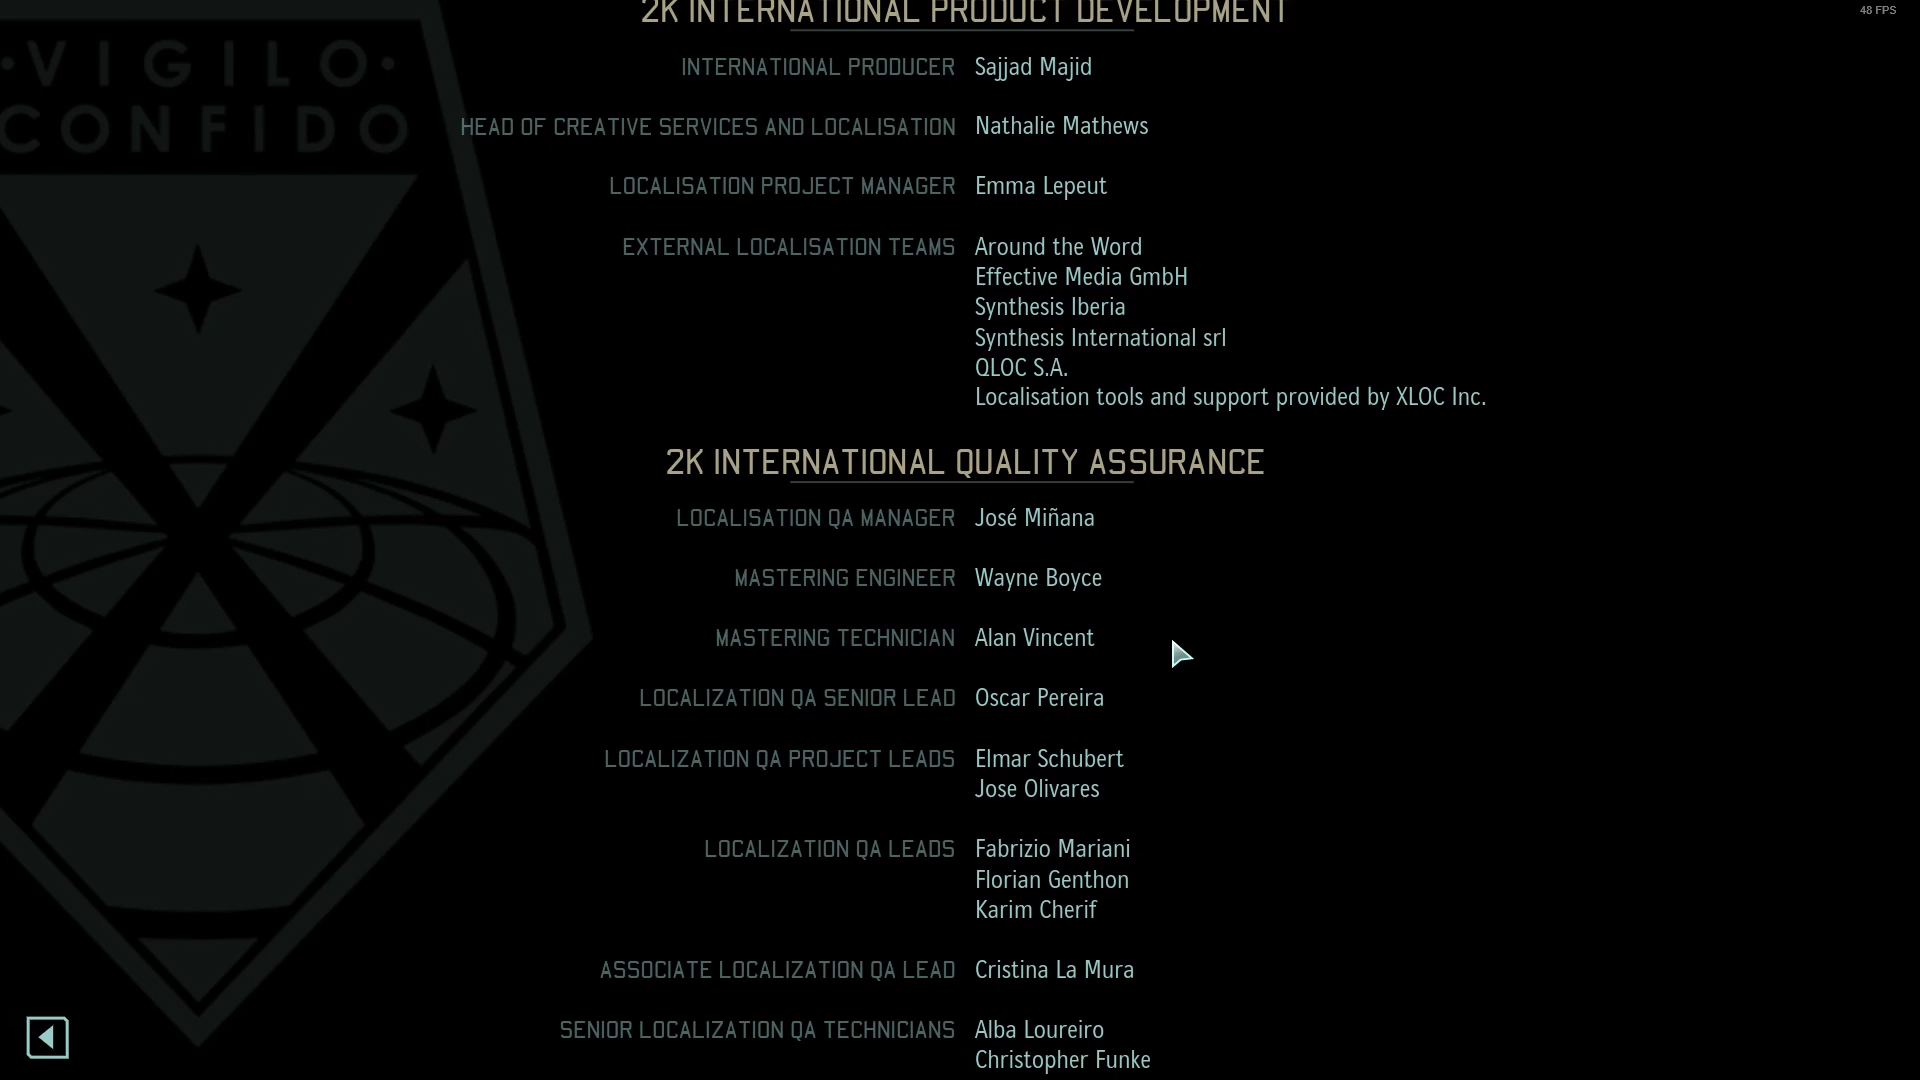 2K INTERNATIONAL PRODUCT DEVELOPMENT
48 FPS
·VIGILO·
CONFIDO
INTERNATIONAL PRODUCER Sajjad Majid
HEAD OF CREATIVE SERVICES AND LOCALISATION Nathalie Mathews
LOCALISATION PROJECT MANAGER Emma Lepeut
EXTERNAL LOCALISATION TEAMS Around the Word
Effective Media GmbH
Synthesis Iberia
Synthesis International srl
QLOC S.A.
Localisation tools and support provided by XLOC Inc.
2K INTERNATIONAL QUALITY ASSURANCE
LOCALISATION QA MANAGER José Miñana
MASTERING ENGINEER Wayne Boyce
MASTERING TECHNICIAN Alan Vincent
LOCALIZATION QA SENIOR LEAD Oscar Pereira
LOCALIZATION QA PROJECT LEADS Elmar Schubert
Jose Olivares
LOCALIZATION QA LEADS Fabrizio Mariani
Florian Genthon
Karim Cherif
ASSOCIATE LOCALIZATION QA LEAD Cristina La Mura
SENIOR LOCALIZATION QA TECHNICIANS Alba Loureiro
Christopher Funke